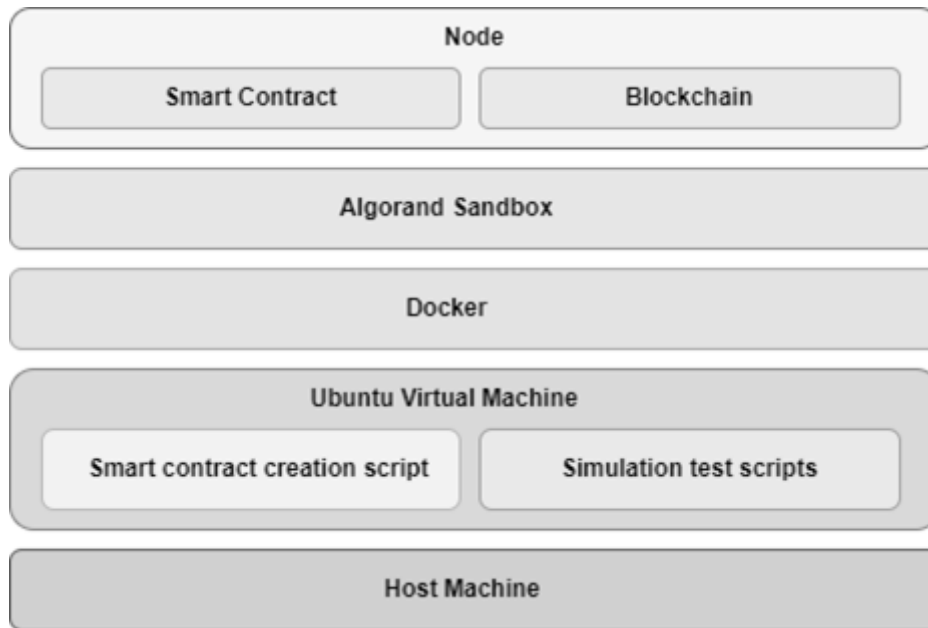 Node
Smart Contract
Blockchain
Algorand Sandbox
Docker
Ubuntu Virtual Machine
Smart contract creation script
Simulation test scripts
Host Machine